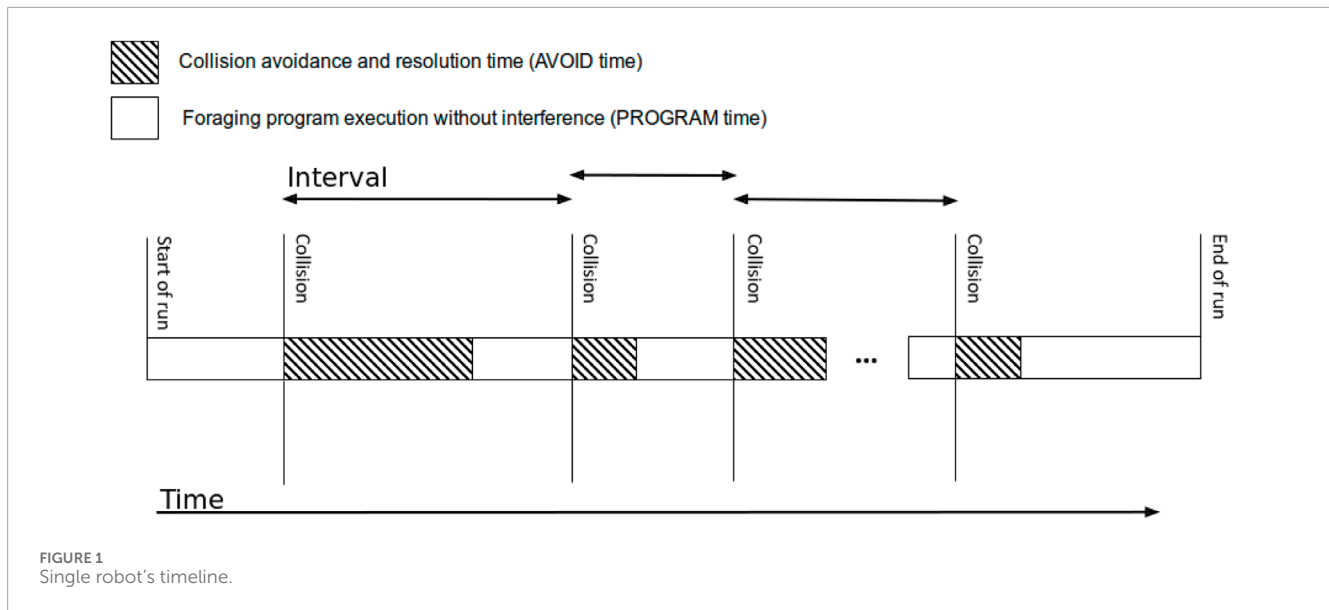 Collision avoidance and resolution time (AVOID time)
Foraging program execution without interference (PROGRAM time)
Interval
Start of run
Collision
Collision
Collision
Collision
End of run
...
Time
FIGURE 1
Single robot's timeline.